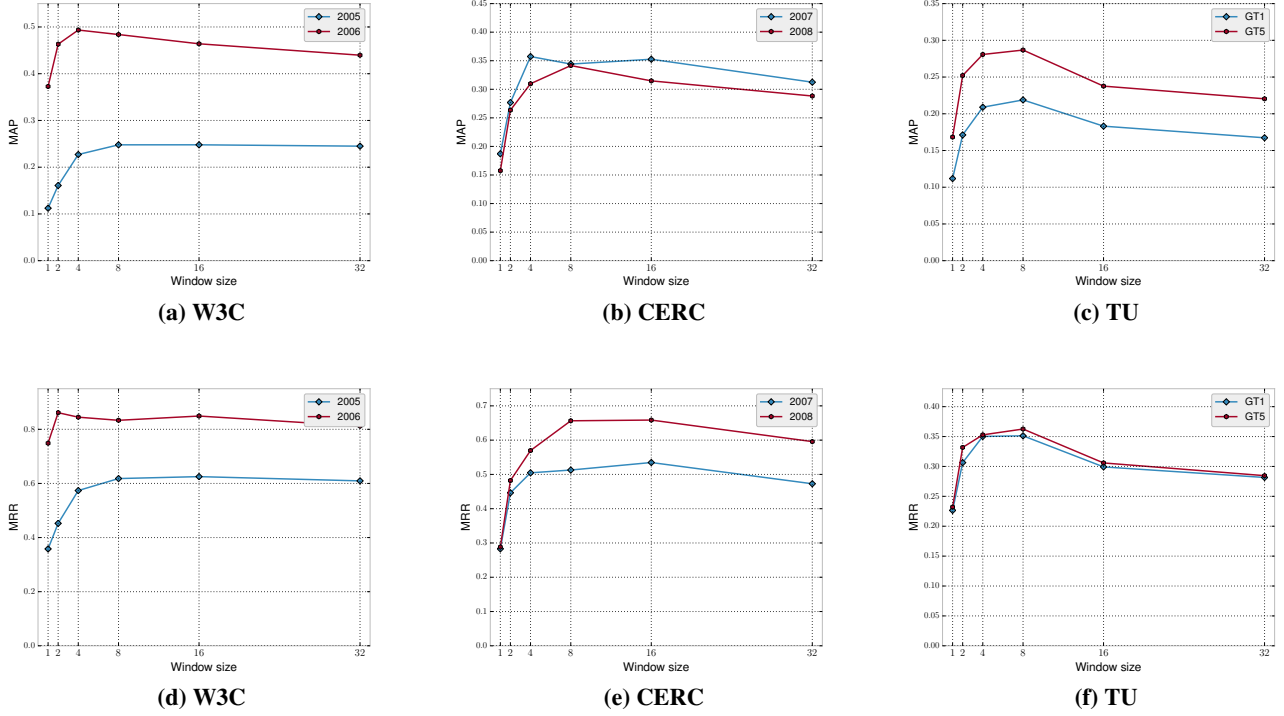 0.5
0.4
0.3
0.2
0.1
0.0
MAP
1 2 4 8 16 32
Window size
2005
2006
(a) W3C
0.45
0.40
0.35
0.30
0.25
0.20
0.15
0.10
0.05
0.00
MAP
1 2 4 8 16 32
Window size
2007
2008
(b) CERC
0.35
0.30
0.25
0.20
0.15
0.10
0.05
0.00
MAP
1 2 4 8 16 32
Window size
GT1
GT5
(c) TU
0.8
0.6
0.4
0.2
0.0
MRR
1 2 4 8 16 32
Window size
2005
2006
(d) W3C
0.7
0.6
0.5
0.4
0.3
0.2
0.1
0.0
MRR
1 2 4 8 16 32
Window size
2007
2008
(e) CERC
0.40
0.35
0.30
0.25
0.20
0.15
0.10
0.05
0.00
MRR
1 2 4 8 16 32
Window size
GT1
GT5
(f) TU